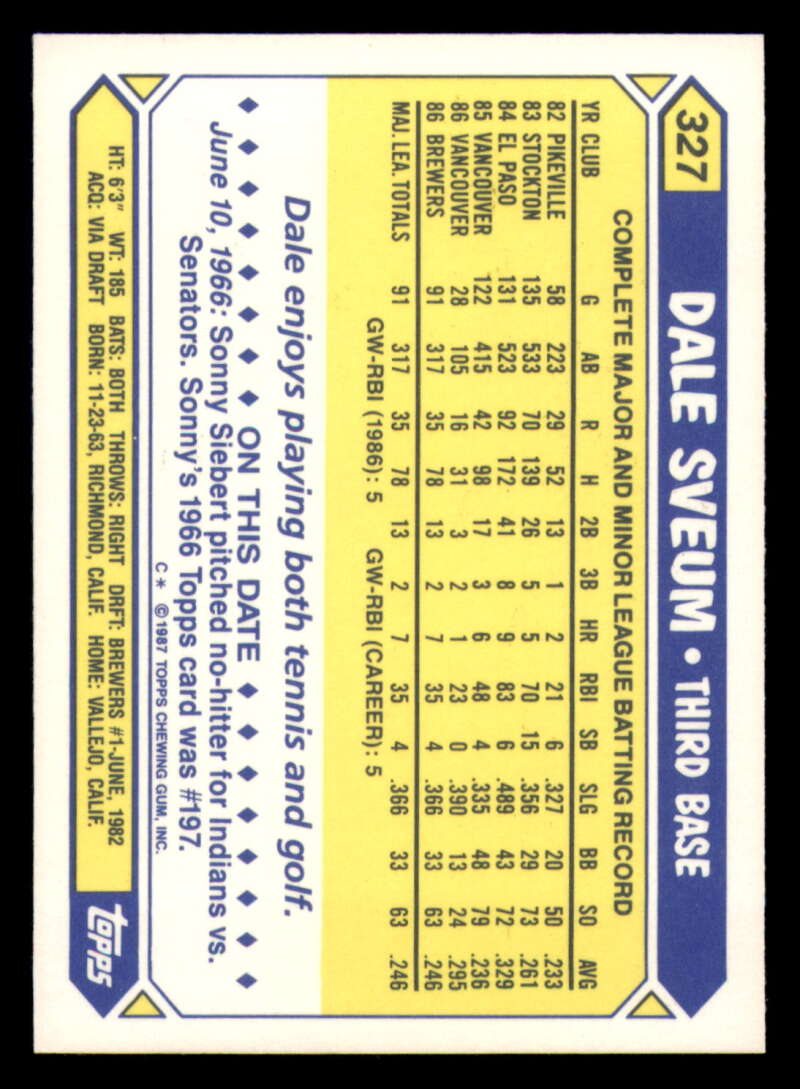 327 DALE SVEUM • THIRD BASE
COMPLETE MAJOR AND MINOR LEAGUE BATTING RECORD
YR CLUB G AB R H 2B 3B HR RBI SB SLG BB SO AVG
82 PIKEVILLE 58 223 29 52 13 1 2 21 6 .327 20 50 .233
83 STOCKTON 135 533 70 139 26 5 5 70 15 .356 29 73 .261
84 EL PASO 131 523 92 172 41 8 9 83 6 .489 43 72 .329
85 VANCOUVER 122 415 42 98 17 3 6 48 4 .335 48 79 .236
86 VANCOUVER 28 105 16 31 3 2 1 23 0 .390 13 24 .295
86 BREWERS 91 317 35 78 13 2 7 35 4 .366 33 63 .246
MAJ. LEA. TOTALS 91 317 35 78 13 2 7 35 4 .366 33 63 .246
GW-RBI (1986): 5 GW-RBI (CAREER): 5
Dale enjoys playing both tennis and golf.
◆ ◆ ◆ ◆ ◆ ◆ ◆ ◆ ON THIS DATE ◆ ◆ ◆ ◆ ◆ ◆ ◆ ◆
June 10, 1966: Sonny Siebert pitched no-hitter for Indians vs.
Senators. Sonny's 1966 Topps card was #197.
C* ©1987 TOPPS CHEWING GUM, INC.
HT: 6'3" WT: 185 BATS: BOTH THROWS: RIGHT DRFT: BREWERS #1-JUNE, 1982
ACQ: VIA DRAFT BORN: 11-23-63, RICHMOND, CALIF. HOME: VALLEJO, CALIF.
topps